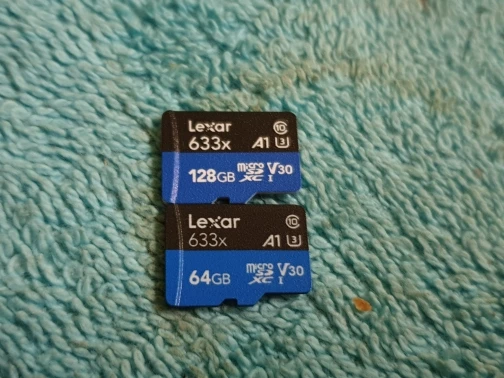 Lexar
10
633x A1 U3
128GB micro SD XC I V30
Lexar
10
633x A1 U3
64GB micro SD XC I V30